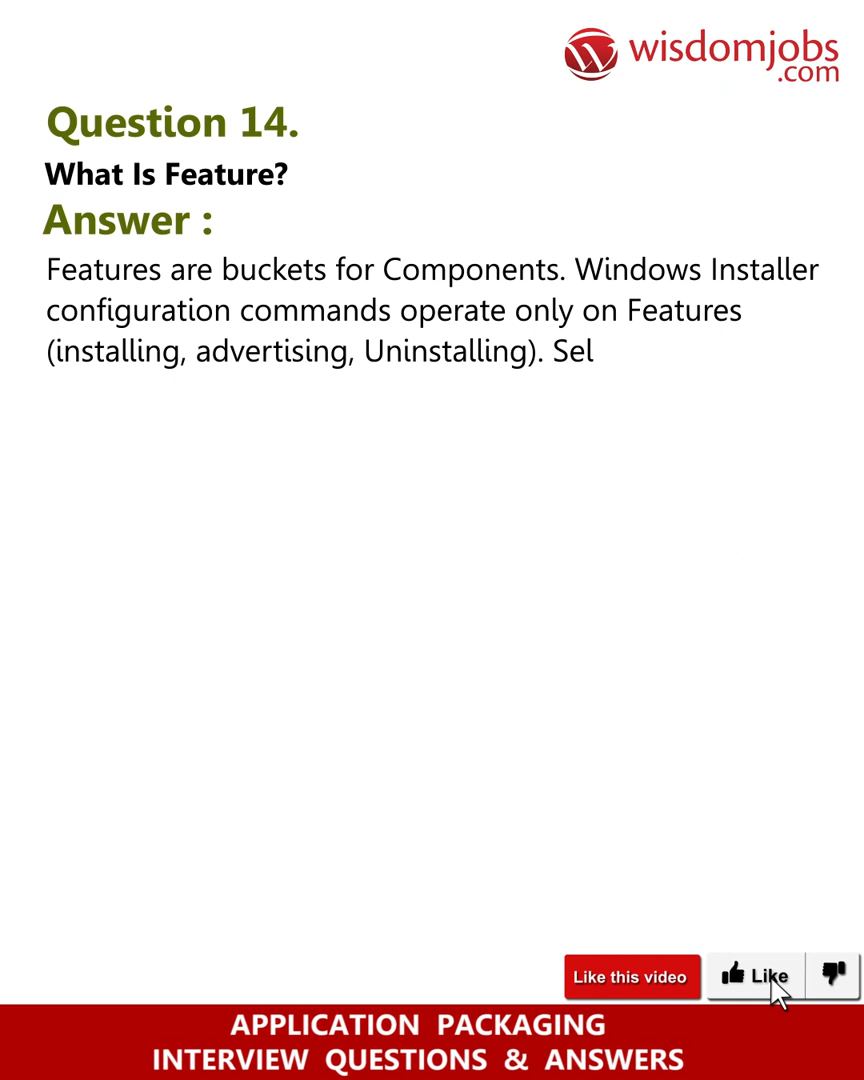 wisdomjobs
.com
Question 14.
What Is Feature?
Answer :
Features are buckets for Components. Windows Installer
configuration commands operate only on Features
(installing, advertising, Uninstalling). Sel
Like this video
Like
APPLICATION PACKAGING
INTERVIEW QUESTIONS & ANSWERS